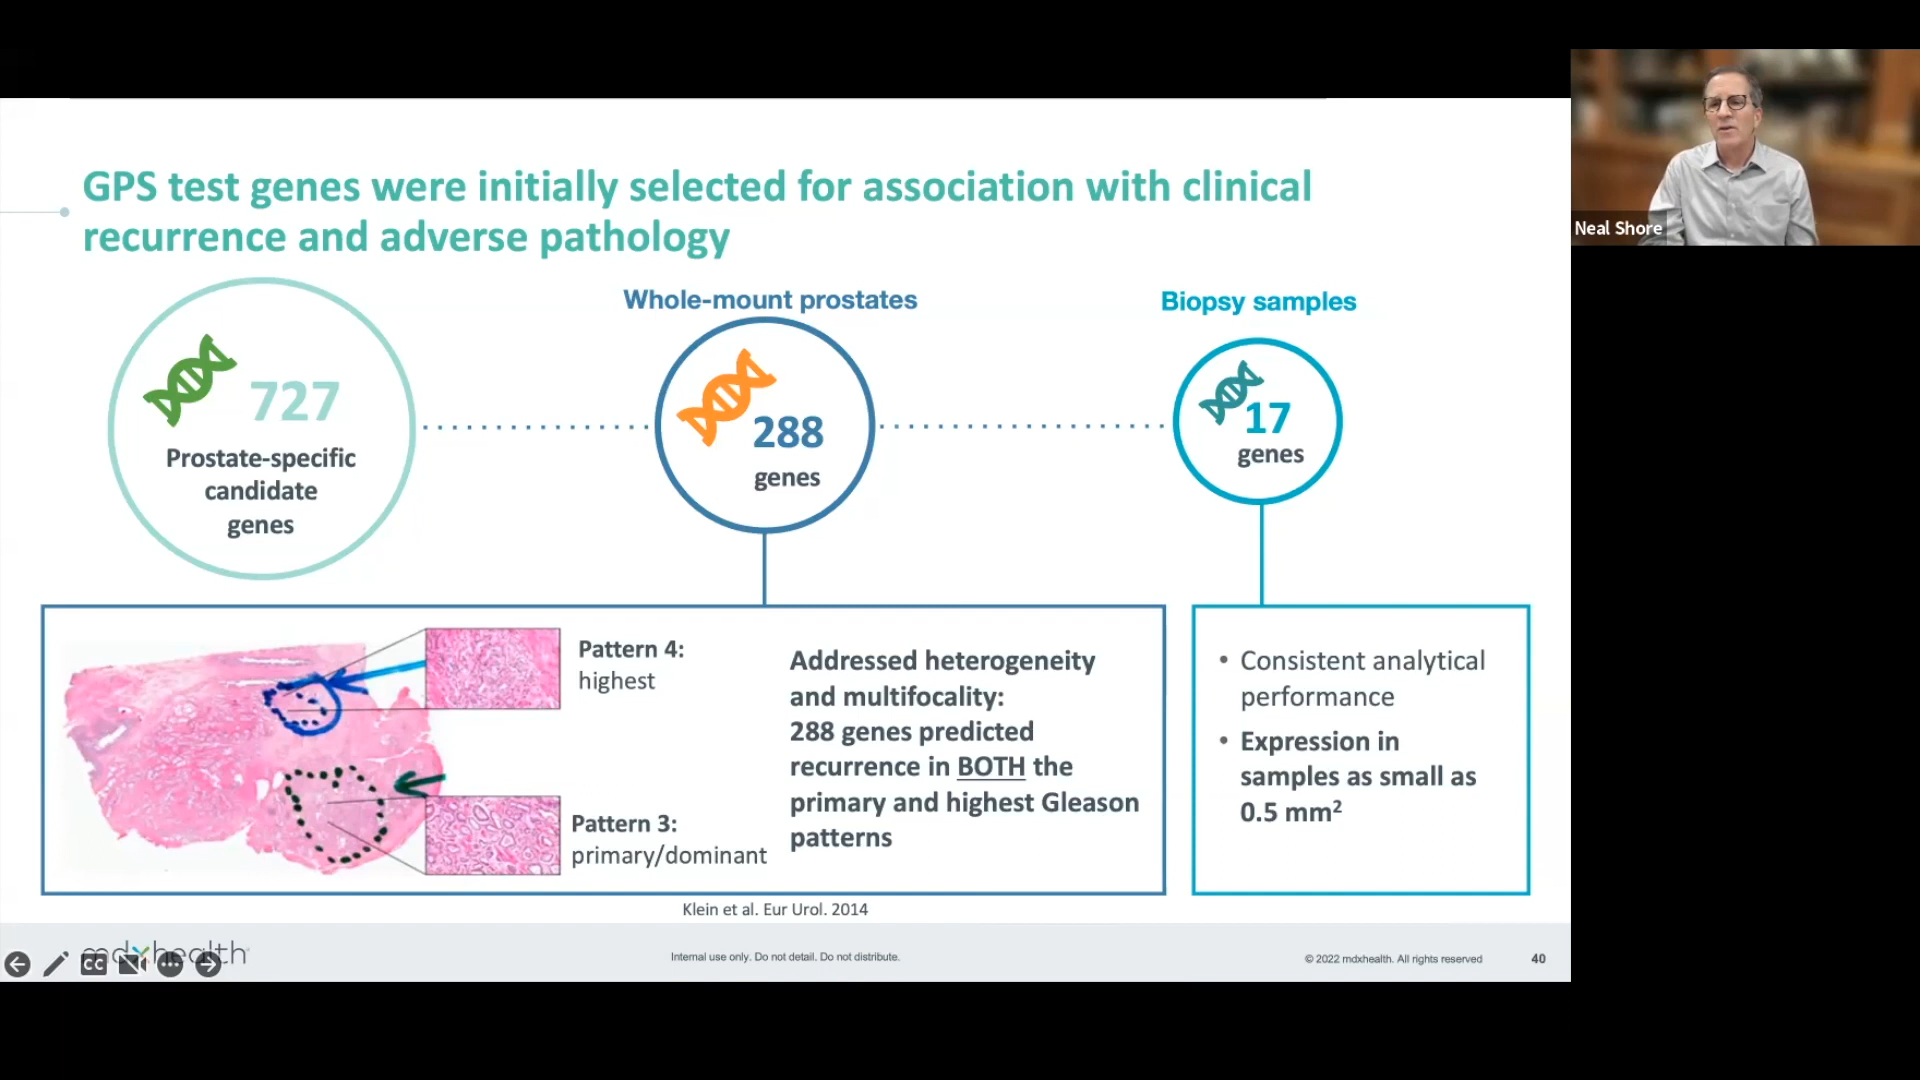 GPS test genes were initially selected for association with clinical
recurrence and adverse pathology
Neal Shore
727
Prostate-specific
candidate
genes
Whole-mount prostates
288
genes
Biopsy samples
17
genes
Pattern 4:
highest
Pattern 3:
primary/dominant
Addressed heterogeneity
and multifocality:
288 genes predicted
recurrence in BOTH the
primary and highest Gleason
patterns
• Consistent analytical
performance
• Expression in
samples as small as
0.5 mm²
Klein et al. Eur Urol. 2014
mdxhealth
CC
Internal use only. Do not detail. Do not distribute.
© 2022 mdxhealth. All rights reserved
40